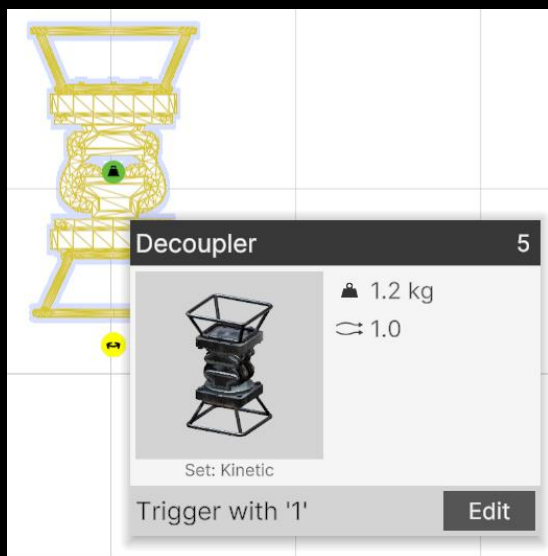 Decoupler 5
1.2 kg
1.0
Set: Kinetic
Trigger with '1' Edit